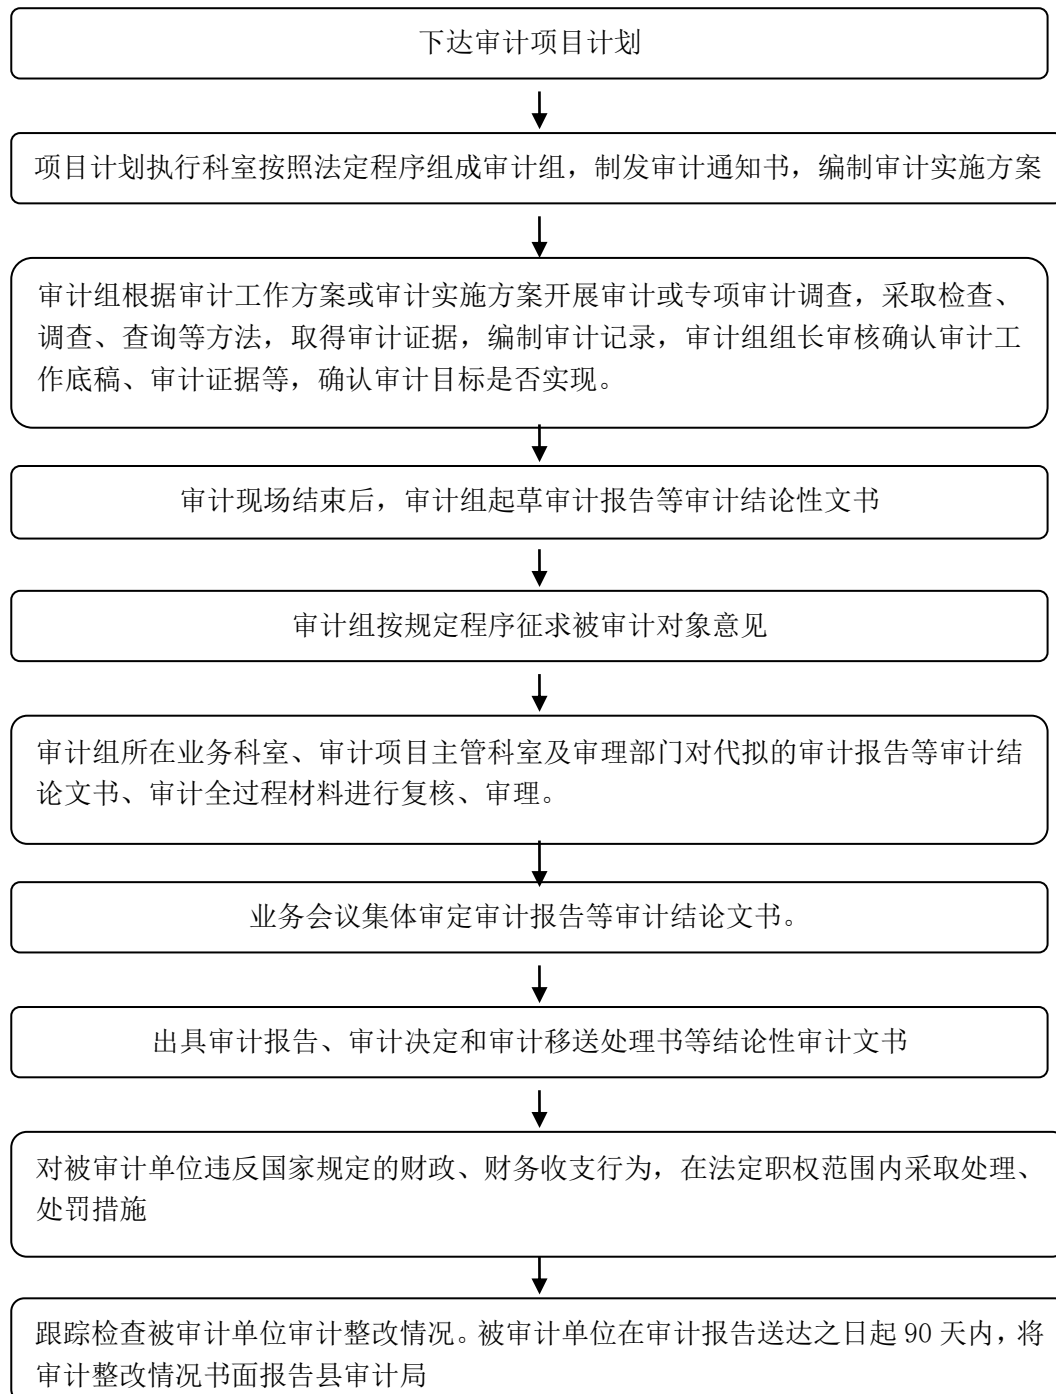 下达审计项目计划
项目计划执行科室按照法定程序组成审计组，制发审计通知书，编制审计实施方案
审计组根据审计工作方案或审计实施方案开展审计或专项审计调查，采取检查、
调查、查询等方法，取得审计证据，编制审计记录，审计组组长审核确认审计工
作底稿、审计证据等，确认审计目标是否实现。
审计现场结束后，审计组起草审计报告等审计结论性文书
审计组按规定程序征求被审计对象意见
审计组所在业务科室、审计项目主管科室及审理部门对代拟的审计报告等审计结
论文书、审计全过程材料进行复核、审理。
业务会议集体审定审计报告等审计结论文书。
出具审计报告、审计决定和审计移送处理书等结论性审计文书
对被审计单位违反国家规定的财政、财务收支行为，在法定职权范围内采取处理、
处罚措施
跟踪检查被审计单位审计整改情况。被审计单位在审计报告送达之日起 90 天内，将
审计整改情况书面报告县审计局